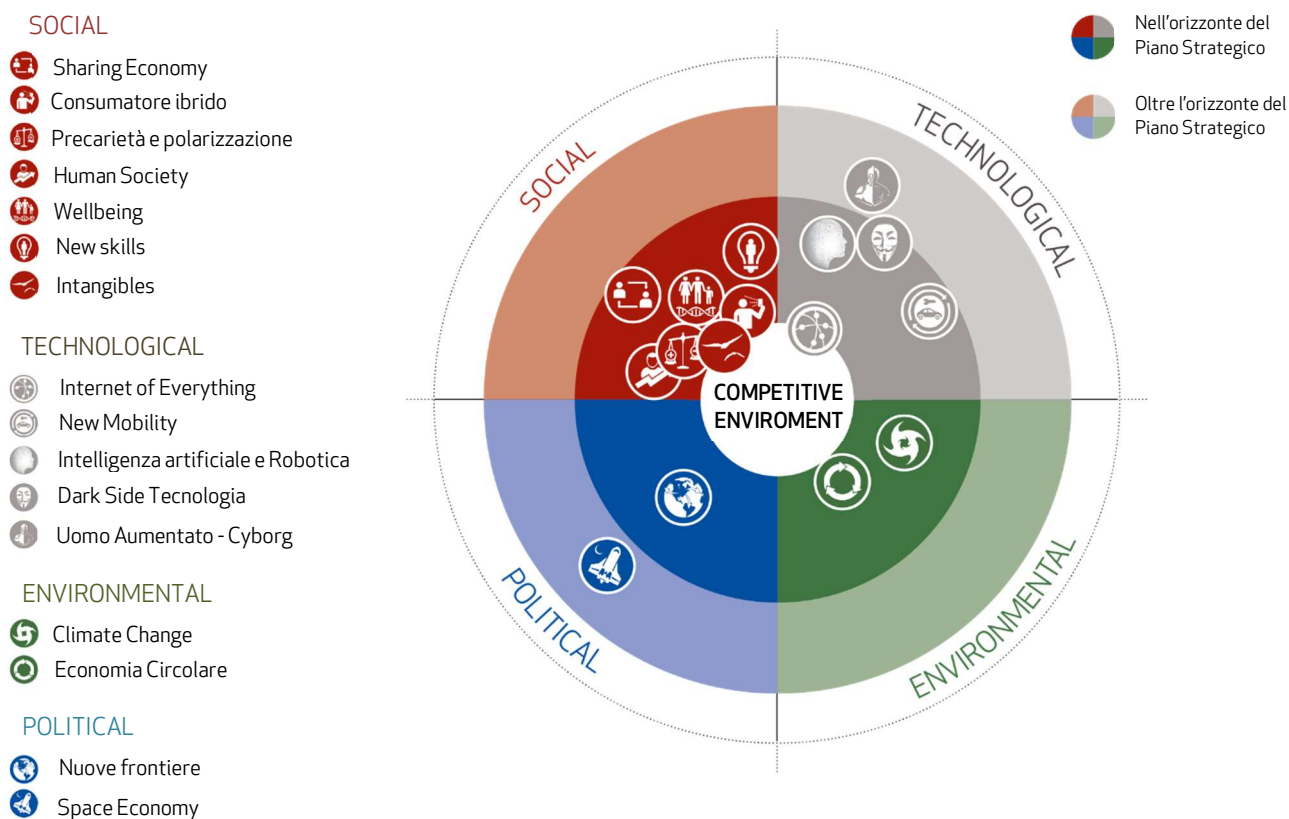 SOCIAL
Sharing Economy
Consumatore ibrido
Precarietà e polarizzazione
Human Society
Wellbeing
New skills
Intangibles
TECHNOLOGICAL
Internet of Everything
New Mobility
Intelligenza artificiale e Robotica
Dark Side Tecnologia
Uomo Aumentato - Cyborg
ENVIRONMENTAL
Climate Change
Economia Circolare
POLITICAL
Nuove frontiere
Space Economy
SOCIAL
TECHNOLOGICAL
COMPETITIVE
ENVIROMENT
POLITICAL
ENVIRONMENTAL
Nell'orizzonte del
Piano Strategico
Oltre l'orizzonte del
Piano Strategico